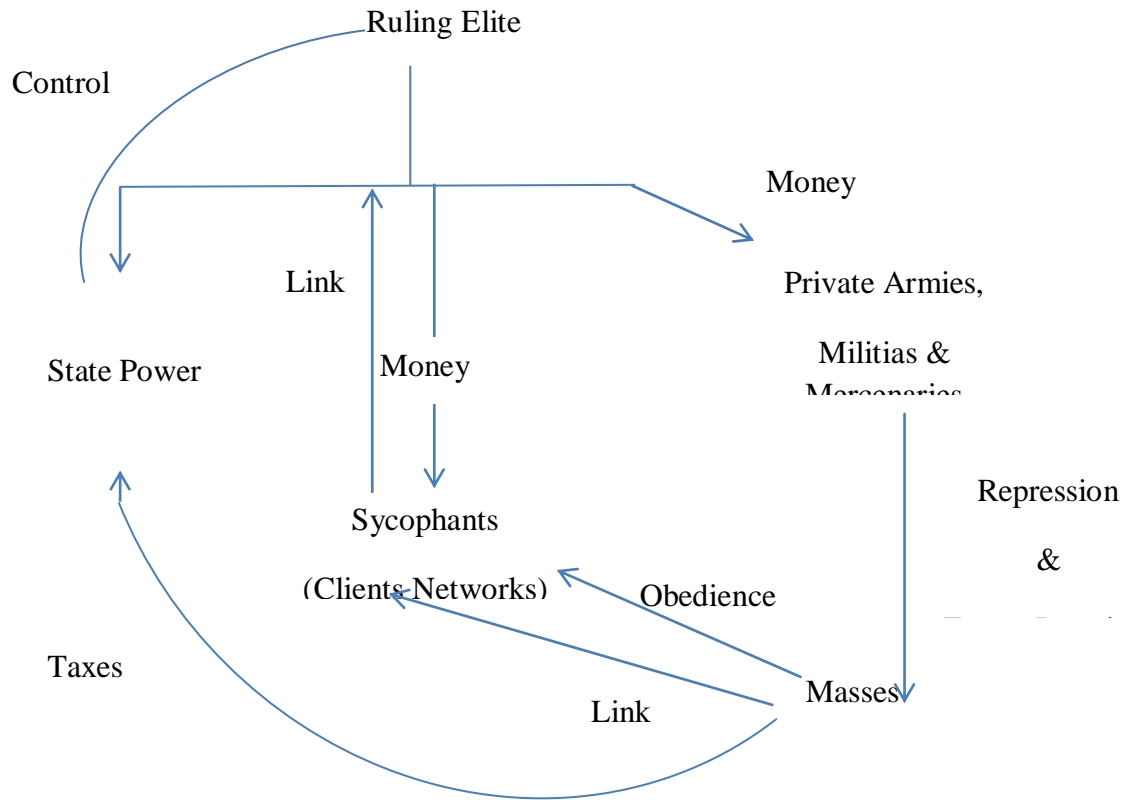 Ruling Elite
Control
Money
Link
Private Armies,
Militias &
Mercenaries
State Power
Money
Repression
&
Sycophants
(Clients Networks)
Obedience
Taxes
Masses
Link